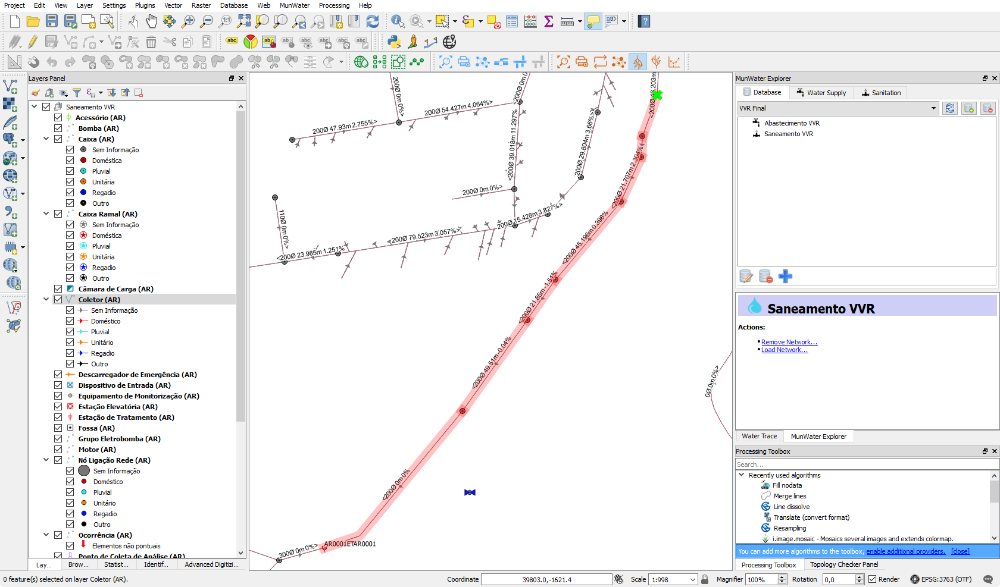 Project Edit View Layer Settings Plugins Vector Raster Database Web MunWater Processing Help
Layers Panel
Saneamento VVR
Acessório (AR)
Bomba (AR)
Caixa (AR)
Sem Informação
Doméstica
Pluvial
Unitária
Regadio
Outro
Caixa Ramal (AR)
Sem Informação
Doméstica
Pluvial
Unitária
Regadio
Outro
Câmara de Carga (AR)
Coletor (AR)
Sem Informação
Doméstico
Pluvial
Unitário
Regadio
Outro
Descarregador de Emergência (AR)
Dispositivo de Entrada (AR)
Equipamento de Monitorização (AR)
Estação Elevatória (AR)
Estação de Tratamento (AR)
Fossa (AR)
Grupo Eletrobomba (AR)
Motor (AR)
Nó Ligação Rede (AR)
Sem Informação
Doméstico
Pluvial
Unitário
Regadio
Outro
Ocorrência (AR)
Elementos não pontuais
Ponto de Coleta de Análise (AR)
Lay... Brow... Statist... Identif... Advanced Digitizi...
200Ø 0m 0%>
<200Ø 0m 0
200Ø 54.427m 4.064%>
200Ø 47.93m 2.755%>
<200Ø 39.018m 11.297%
200Ø 29.804m 3.66%>
<200Ø 46.203m
<200Ø 21.707m 2.304%
200Ø 0m 0%>
110Ø 0m 0%>
200Ø 15.428m 3.827%>
200Ø 79.523m 3.057%>
<200Ø 23.985m 1.251%
<200Ø 45.196m 0.398%
<200Ø 21.85m -1.51%
<200Ø 49.51m -0.04%
0Ø 0m 0%>
<200Ø 0m 0%
300Ø 0m 0%>
AR0001ETAR0001
MunWater Explorer
Database Water Supply Sanitation
VVR Final
Abastecimento VVR
Saneamento VVR
Saneamento VVR
Actions:
Remove Network...
Load Network...
Water Trace MunWater Explorer
Processing Toolbox
Search...
Recently used algorithms
Fill nodata
Merge lines
Line dissolve
Translate (convert format)
Resampling
i.image.mosaic - Mosaics several images and extends colormap.
You can add more algorithms to the toolbox, enable additional providers. [close]
Processing Toolbox Topology Checker Panel
0 feature(s) selected on layer Coletor (AR). Coordinate 39803.0,-1621.4 Scale 1:998 Magnifier 100% Rotation 0,0 Render EPSG:3763 (OTF)